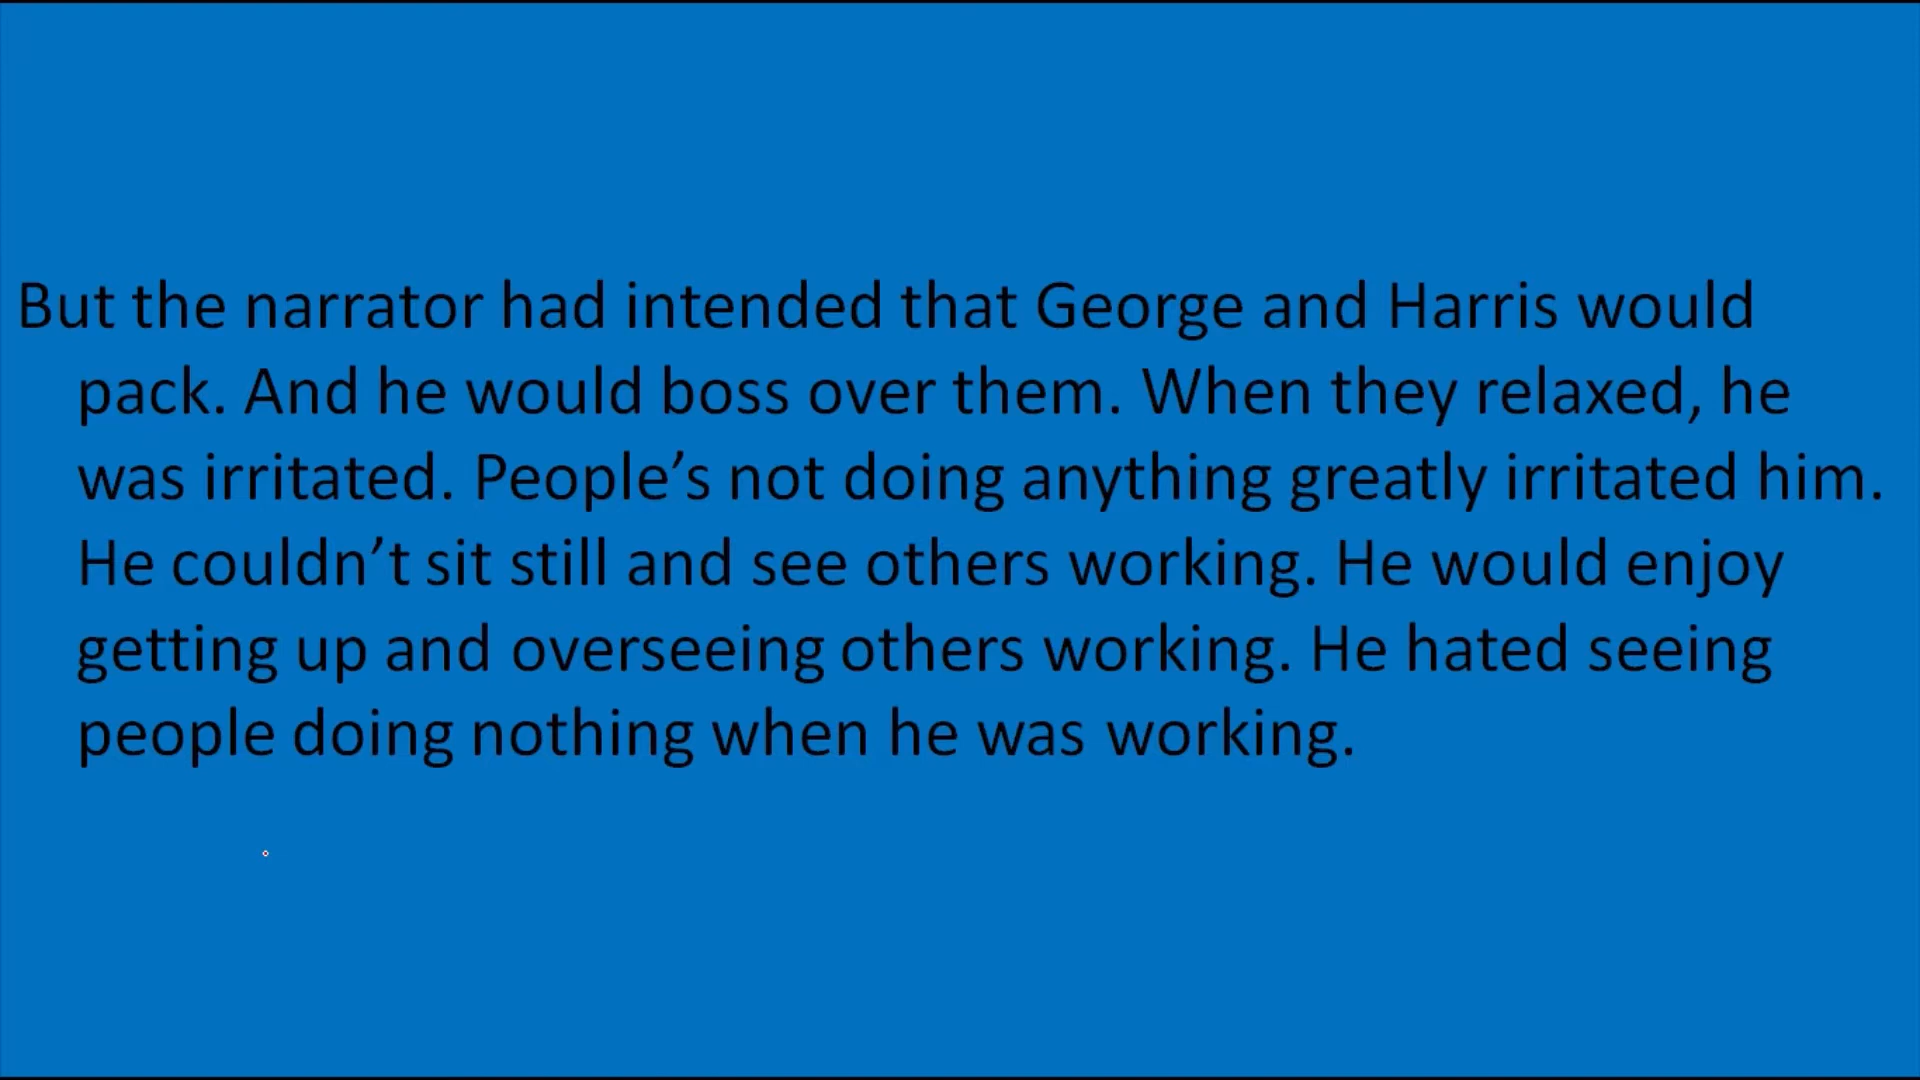 But the narrator had intended that George and Harris would
pack. And he would boss over them. When they relaxed, he
was irritated. People’s not doing anything greatly irritated him.
He couldn’t sit still and see others working. He would enjoy
getting up and overseeing others working. He hated seeing
people doing nothing when he was working.